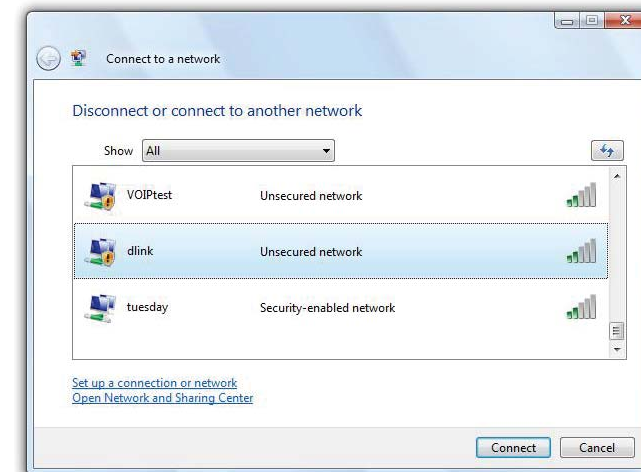 Connect to a network
Disconnect or connect to another network
Show All
VOIPtest Unsecured network
dlink Unsecured network
tuesday Security-enabled network
Set up a connection or network
Open Network and Sharing Center
Connect Cancel